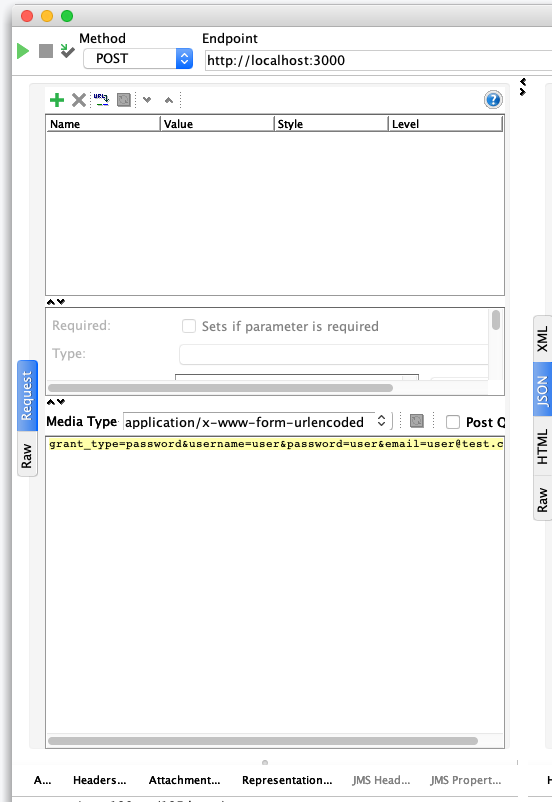 Method
Endpoint
POST
http://localhost:3000
URL
?
Name
Value
Style
Level
Required:
Sets if parameter is required
Type:
Request
Raw
Media Type
application/x-www-form-urlencoded
Post Q
grant_type=password&username=user&password=user&email=user@test.c
XML
JSON
HTML
Raw
A...
Headers...
Attachment...
Representation...
JMS Head...
JMS Propert...
H